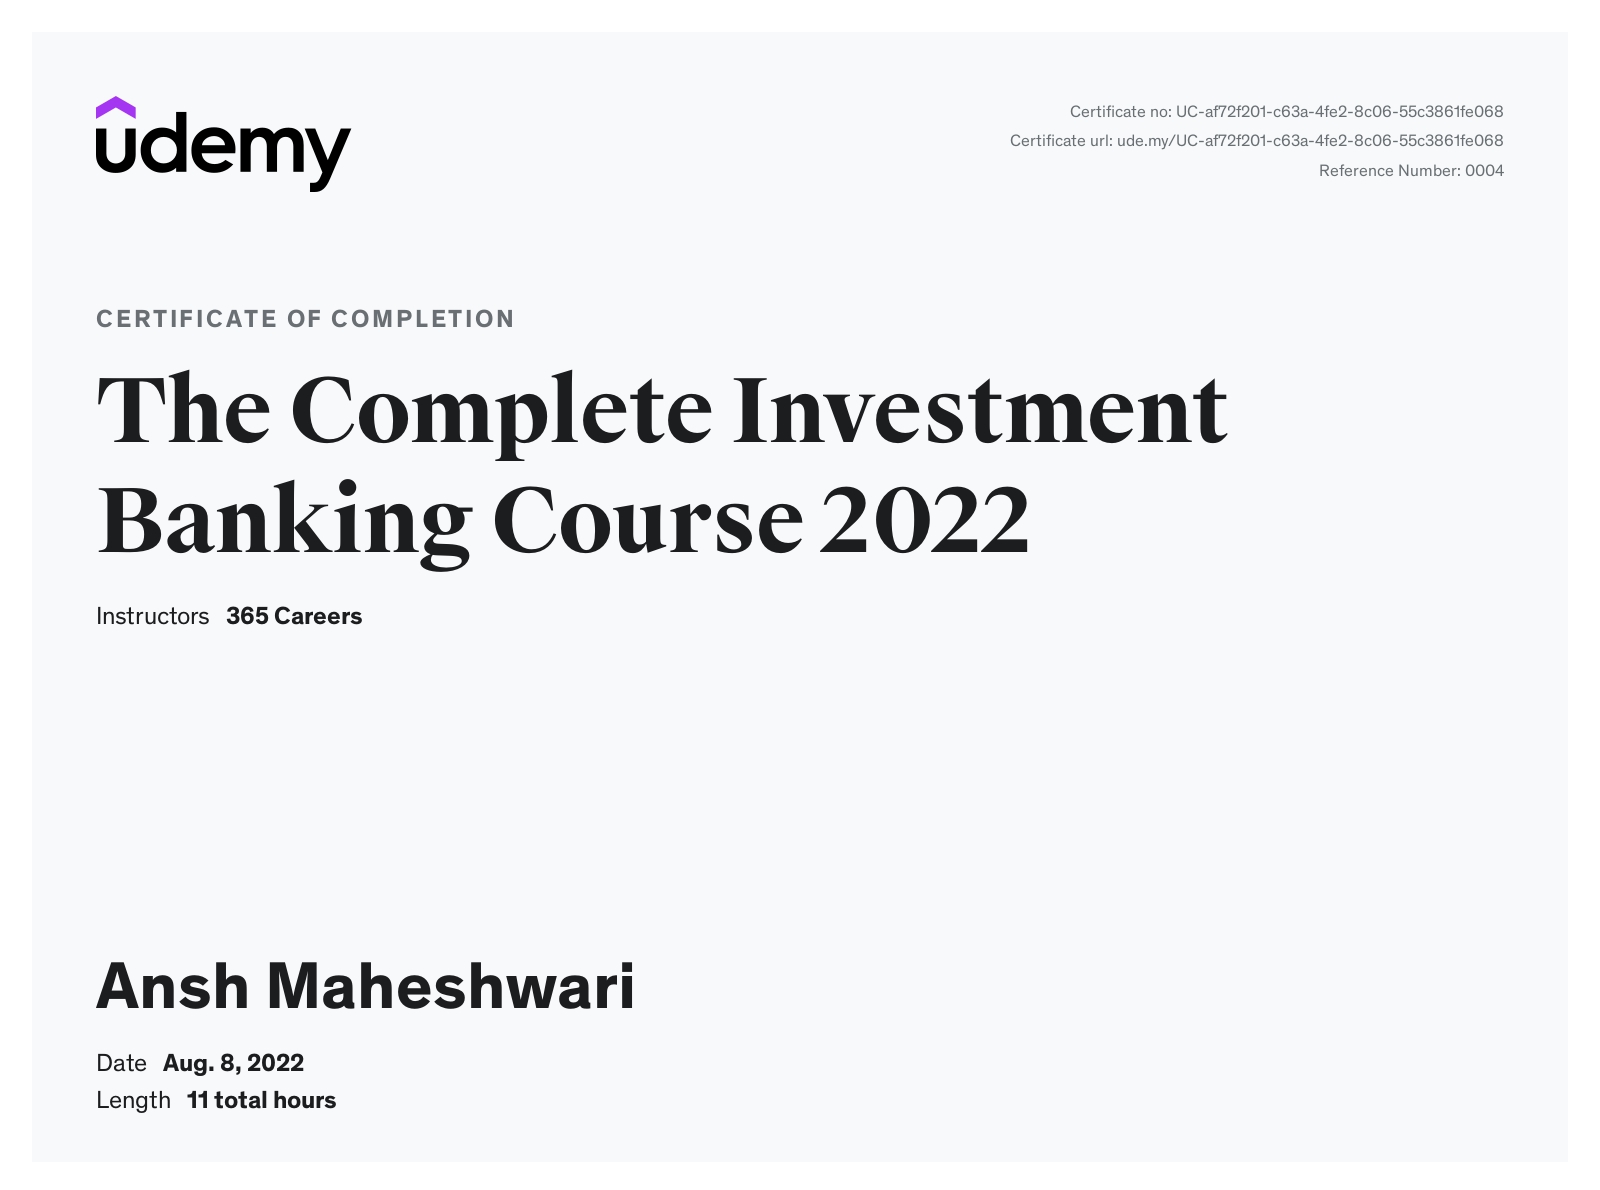 udemy
Certificate no: UC-af72f201-c63a-4fe2-8c06-55c3861fe068
Certificate url: ude.my/UC-af72f201-c63a-4fe2-8c06-55c3861fe068
Reference Number: 0004
CERTIFICATE OF COMPLETION
The Complete Investment
Banking Course 2022
Instructors 365 Careers
Ansh Maheshwari
Date Aug. 8, 2022
Length 11 total hours